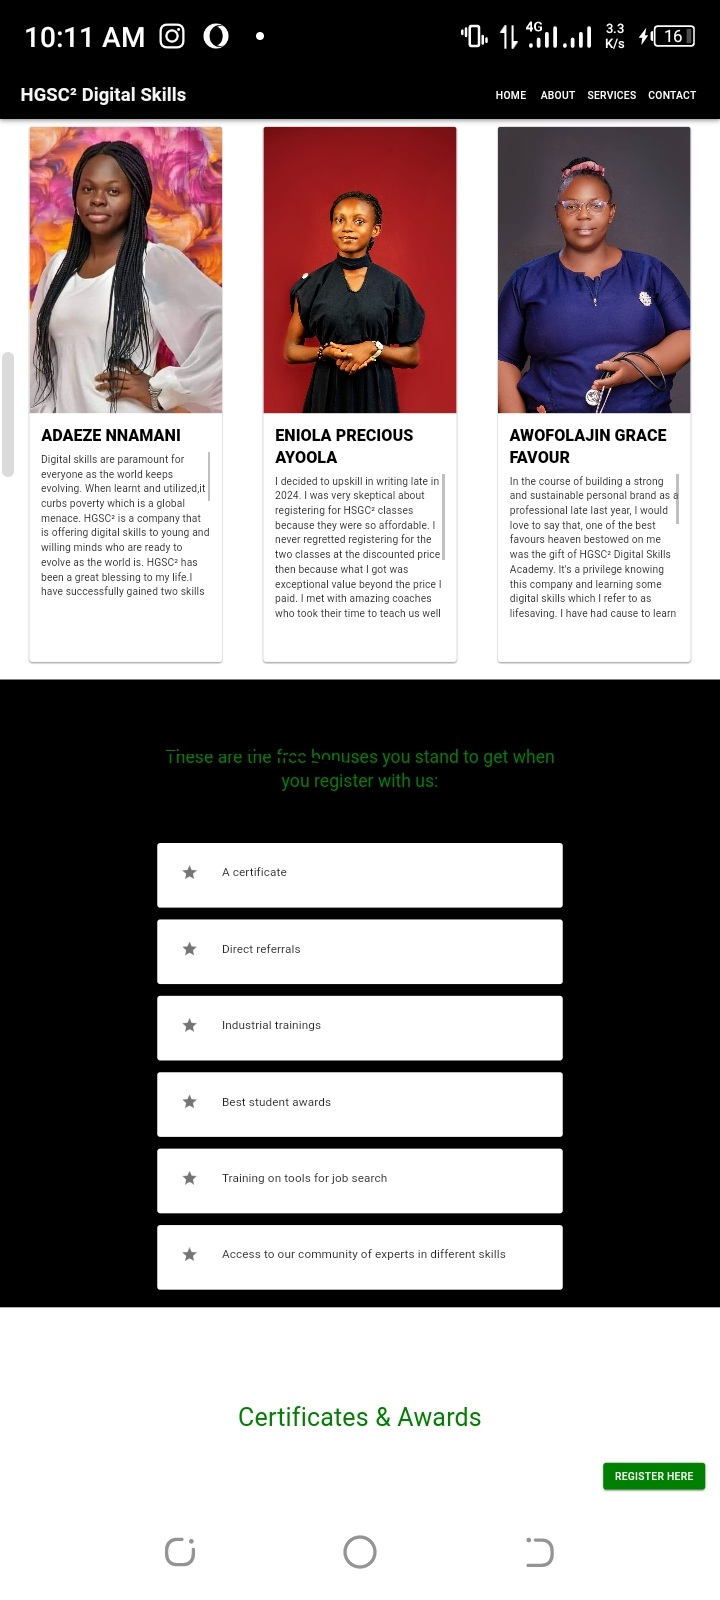 10:11 AM
4G
3.3
K/s
16
HGSC² Digital Skills
HOME ABOUT SERVICES CONTACT
ADAEZE NNAMANI
Digital skills are paramount for
everyone as the world keeps
evolving. When learnt and utilized,it
curbs poverty which is a global
menace. HGSC² is a company that
is offering digital skills to young and
willing minds who are ready to
evolve as the world is. HGSC² has
been a great blessing to my life.I
have successfully gained two skills
ENIOLA PRECIOUS
AYOOLA
I decided to upskill in writing late in
2024. I was very skeptical about
registering for HSGC² classes
because they were so affordable. I
never regretted registering for the
two classes at the discounted price
then because what I got was
exceptional value beyond the price I
paid. I met with amazing coaches
who took their time to teach us well
AWOFOLAJIN GRACE
FAVOUR
In the course of building a strong
and sustainable personal brand as a
professional late last year, I would
love to say that, one of the best
favours heaven bestowed on me
was the gift of HGSC² Digital Skills
Academy. It's a privilege knowing
this company and learning some
digital skills which I refer to as
lifesaving. I have had cause to learn
These are the free bonuses you stand to get when
you register with us:
A certificate
Direct referrals
Industrial trainings
Best student awards
Training on tools for job search
Access to our community of experts in different skills
Certificates & Awards
REGISTER HERE